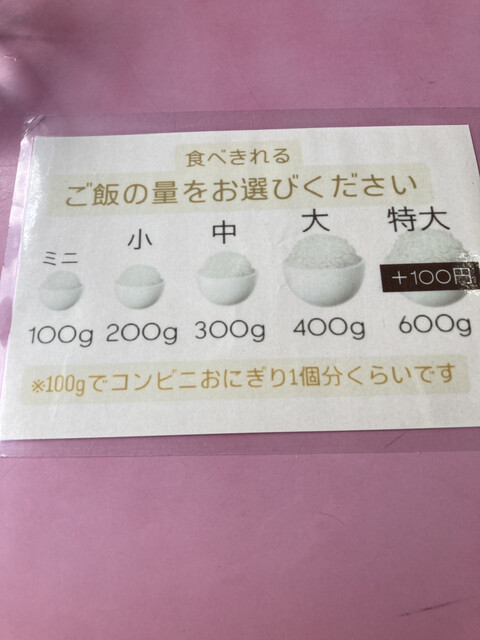 食べきれる
ご飯の量をお選びください
ミニ 小 中 大 特大
+100円
100g 200g 300g 400g 600g
※100gでコンビニおにぎり1個分くらいです